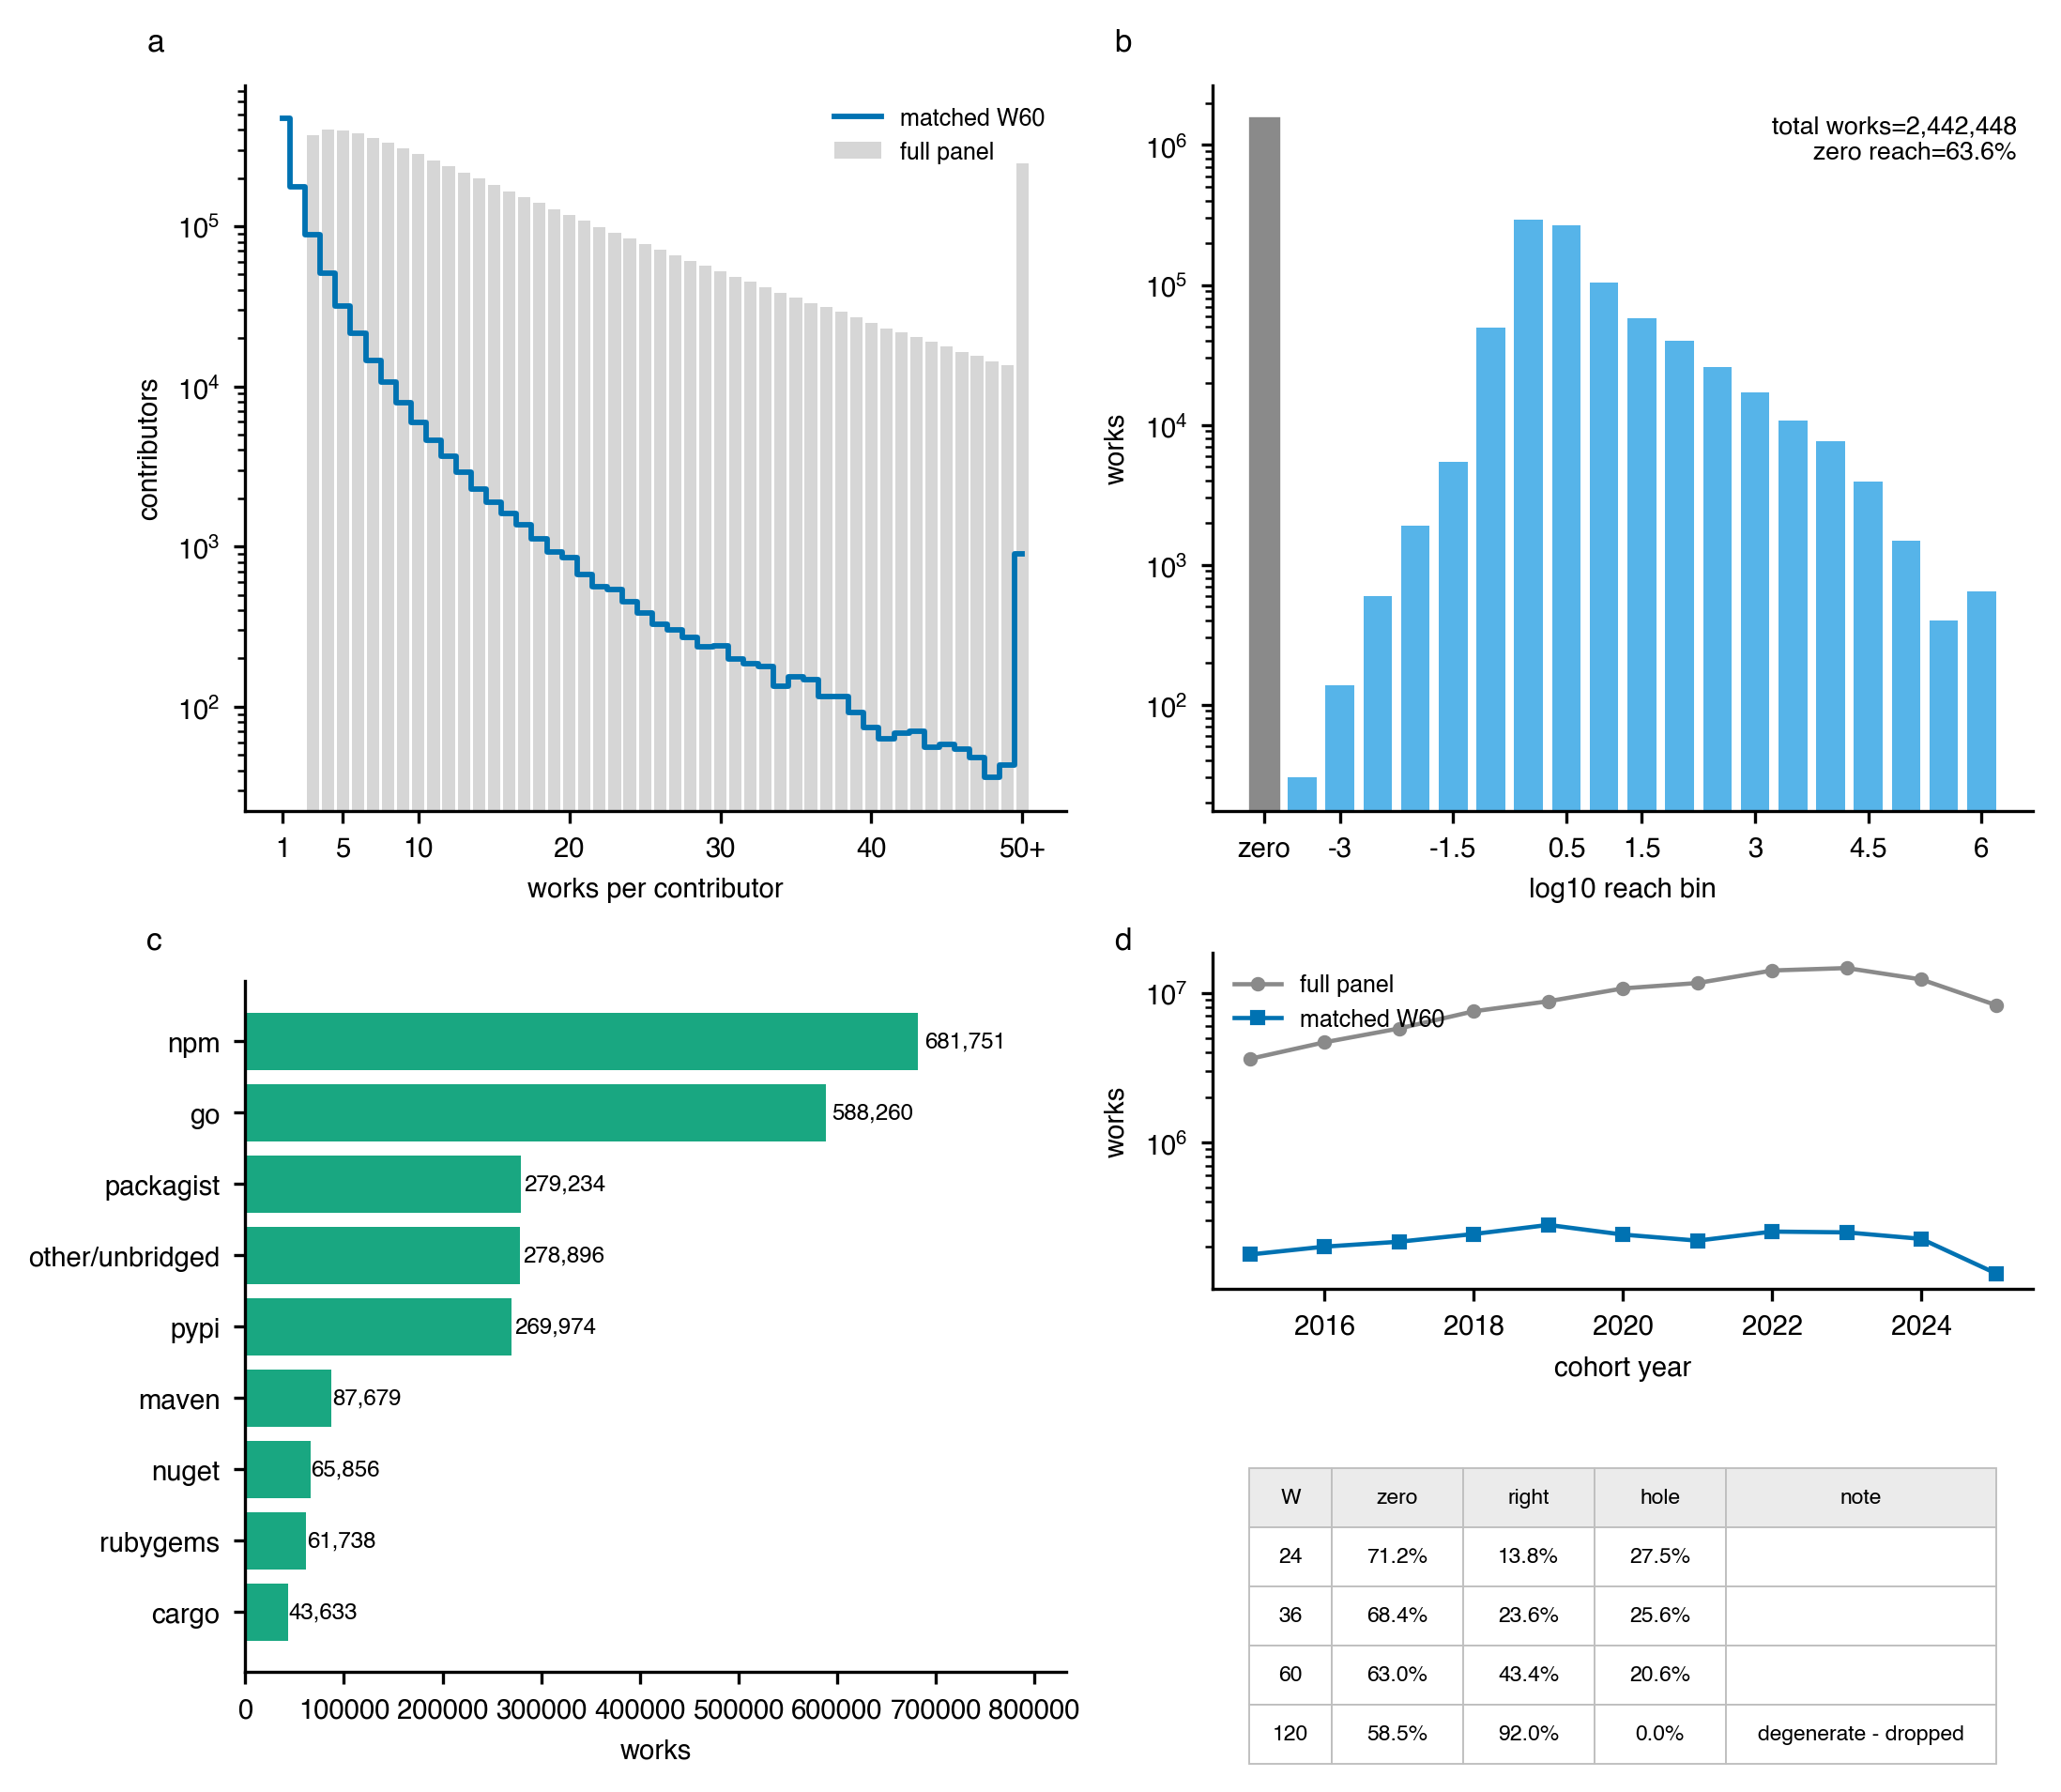 a
matched W60
full panel
10^5
10^4
10^3
10^2
contributors
1 5 10 20 30 40 50+
works per contributor
b
total works=2,442,448
zero reach=63.6%
10^6
10^5
10^4
10^3
10^2
works
zero -3 -1.5 0.5 1.5 3 4.5 6
log10 reach bin
c
npm 681,751
go 588,260
packagist 279,234
other/unbridged 278,896
pypi 269,974
maven 87,679
nuget 65,856
rubygems 61,738
cargo 43,633
0 100000 200000 300000 400000 500000 600000 700000 800000
works
d
full panel
matched W60
10^7
10^6
works
2016 2018 2020 2022 2024
cohort year
W zero right hole note
24 71.2% 13.8% 27.5%
36 68.4% 23.6% 25.6%
60 63.0% 43.4% 20.6%
120 58.5% 92.0% 0.0% degenerate - dropped